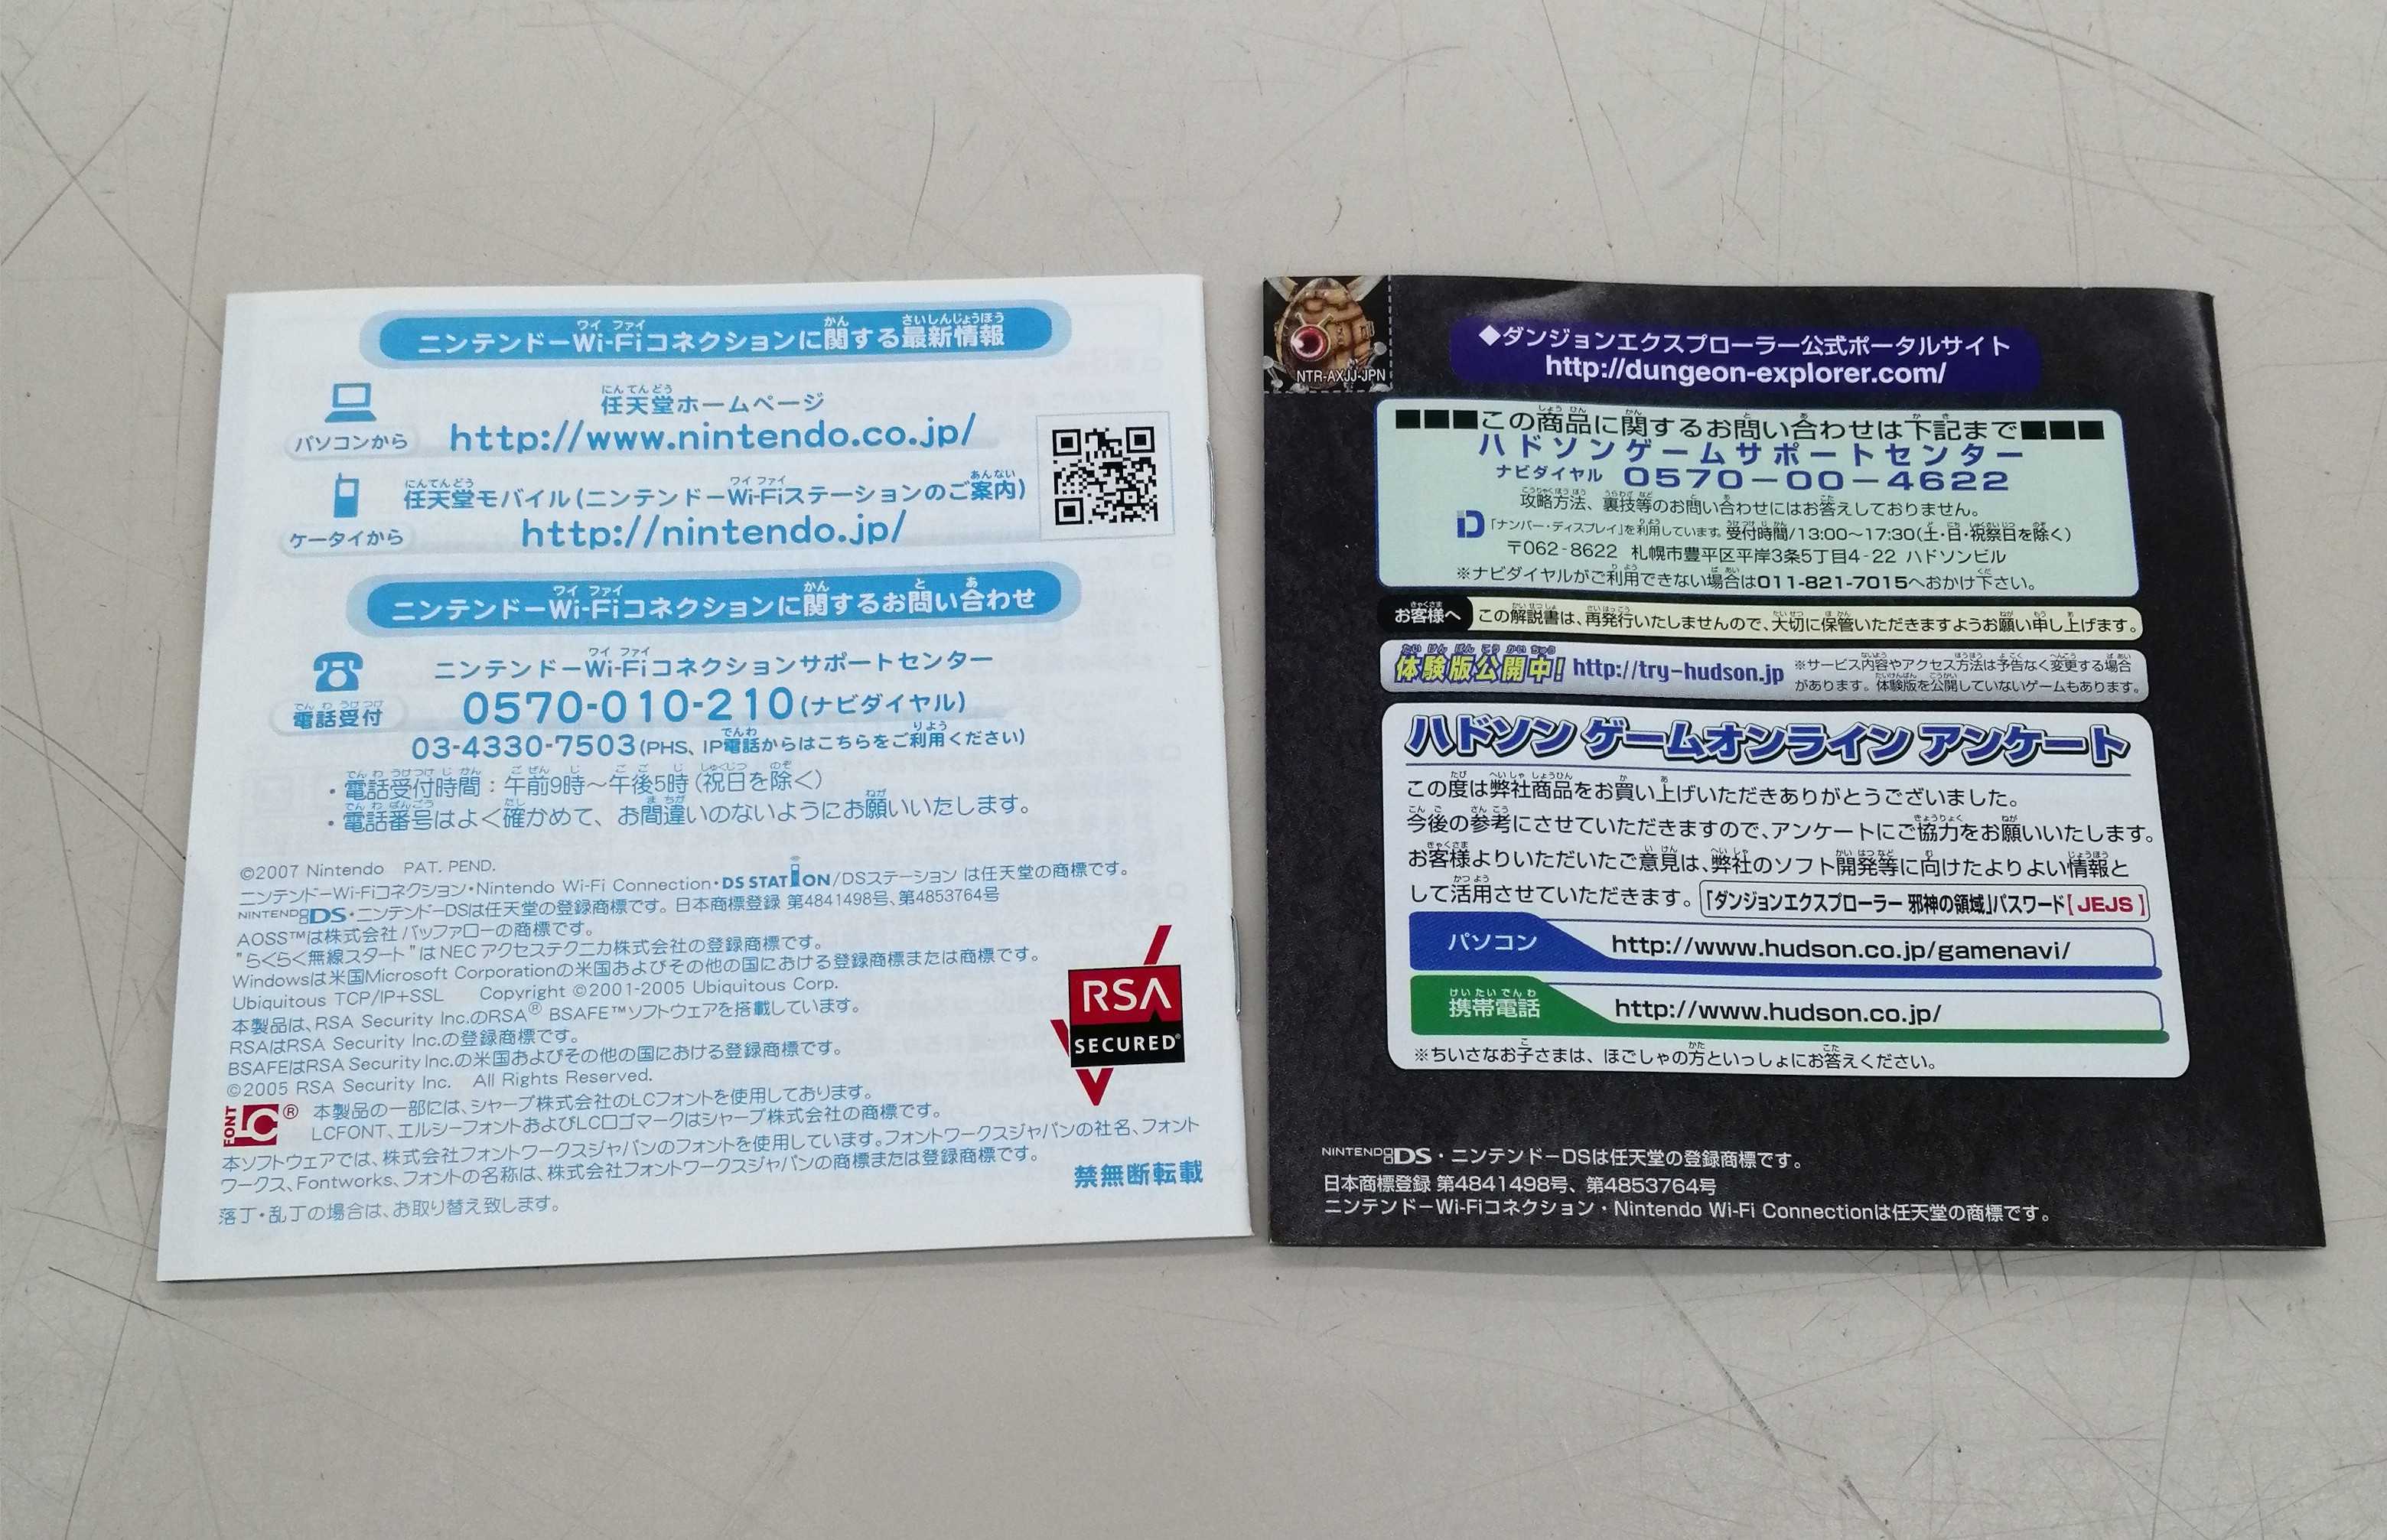 ニンテンドーWi-Fiコネクションに関する最新情報
任天堂ホームページ
パソコンから
http://www.nintendo.co.jp/
任天堂モバイル(ニンテンドーWi-Fiステーションのご案内)
ケータイから
http://nintendo.jp/
ニンテンドーWi-Fiコネクションに関するお問い合わせ
ニンテンドーWi-Fiコネクションサポートセンター
電話受付
0570-010-210(ナビダイヤル)
03-4330-7503(PHS、IP電話からはこちらをご利用ください)
・電話受付時間：午前9時～午後5時(祝日を除く)
・電話番号はよく確かめて、お間違いのないようにお願いいたします。
©2007 Nintendo PAT. PEND.
ニンテンドーWi-Fiコネクション・Nintendo Wi-Fi Connection・DS STATION/DSステーション は任天堂の商標です。
NINTENDO DS・ニンテンドーDSは任天堂の登録商標です。日本商標登録 第4841498号、第4853764号
AOSS™は株式会社 バッファローの商標です。
"らくらく無線スタート"はNECアクセステクニカ株式会社の登録商標です。
Windowsは米国Microsoft Corporationの米国およびその他の国における登録商標または商標です。
Ubiquitous TCP/IP+SSL Copyright ©2001-2005 Ubiquitous Corp.
本製品は、RSA Security Inc.のRSA® BSAFE™ソフトウェアを搭載しています。
RSAはRSA Security Inc.の登録商標です。
BSAFEはRSA Security Inc.の米国およびその他の国における登録商標です。
©2005 RSA Security Inc. All Rights Reserved.
RSA
SECURED®
LC FONT®
本製品の一部には、シャープ株式会社のLCフォントを使用しております。
LCFONT、エルシーフォントおよびLCロゴマークはシャープ株式会社の商標です。
本ソフトウェアでは、株式会社フォントワークスジャパンのフォントを使用しています。フォントワークスジャパンの社名、フォント
ワークス、Fontworks、フォントの名称は、株式会社フォントワークスジャパンの商標または登録商標です。
禁無断転載
落丁・乱丁の場合は、お取り替え致します。
NTR-AXJJ-JPN
◆ダンジョンエクスプローラー公式ポータルサイト
http://dungeon-explorer.com/
■■■この商品に関するお問い合わせは下記まで■■■
ハドソンゲームサポートセンター
ナビダイヤル 0570-00-4622
攻略方法、裏技等のお問い合わせにはお答えしておりません。
「ナンバー・ディスプレイ」を利用しています。受付時間/13:00～17:30(土・日・祝祭日を除く)
〒062-8622 札幌市豊平区平岸3条5丁目4-22 ハドソンビル
※ナビダイヤルがご利用できない場合は011-821-7015へおかけ下さい。
お客様へ この解説書は、再発行いたしませんので、大切に保管いただきますようお願い申し上げます。
体験版公開中! http://try-hudson.jp ※サービス内容やアクセス方法は予告なく変更する場合
があります。体験版を公開していないゲームもあります。
ハドソン ゲームオンライン アンケート
この度は弊社商品をお買い上げいただきありがとうございました。
今後の参考にさせていただきますので、アンケートにご協力をお願いいたします。
お客様よりいただいたご意見は、弊社のソフト開発等に向けたよりよい情報と
して活用させていただきます。「ダンジョンエクスプローラー 邪神の領域」パスワード【JEJS】
パソコン http://www.hudson.co.jp/gamenavi/
携帯電話 http://www.hudson.co.jp/
※ちいさなお子さまは、ほごしゃの方といっしょにお答えください。
NINTENDO DS・ニンテンドーDSは任天堂の登録商標です。
日本商標登録 第4841498号、第4853764号
ニンテンドーWi-Fiコネクション・Nintendo Wi-Fi Connectionは任天堂の商標です。